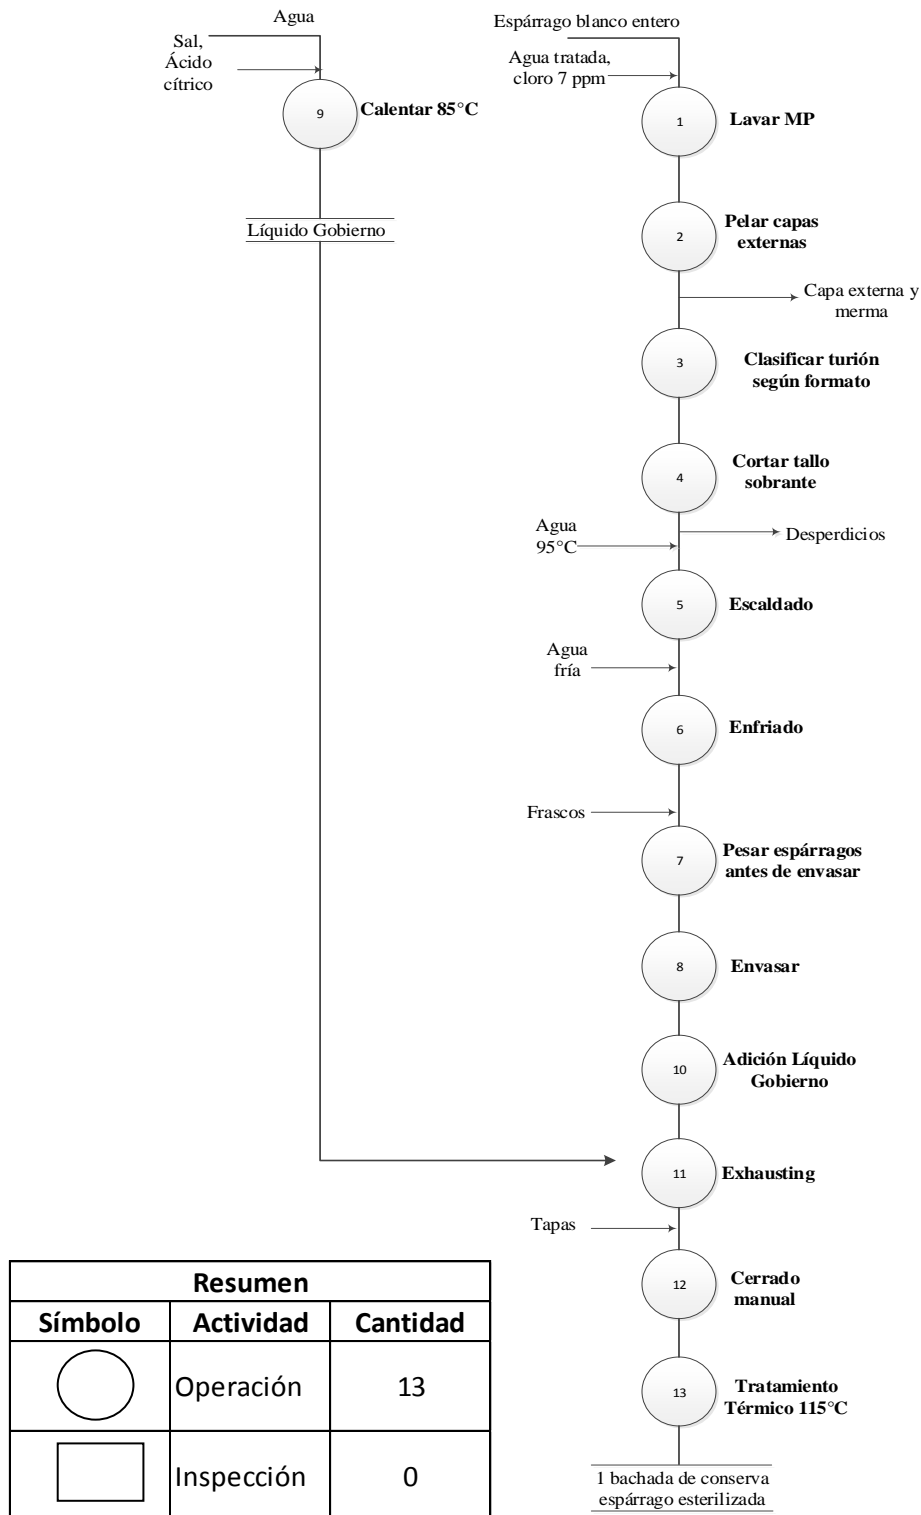 Agua
Sal,
Ácido
cítrico
9
Calentar 85°C
Líquido Gobierno
Espárrago blanco entero
Agua tratada,
cloro 7 ppm
1
Lavar MP
2
Pelar capas
externas
Capa externa y
merma
3
Clasificar turión
según formato
4
Cortar tallo
sobrante
Agua
95°C
Desperdicios
5
Escaldado
Agua
fría
6
Enfriado
Frascos
7
Pesar espárragos
antes de envasar
8
Envasar
10
Adición Líquido
Gobierno
11
Exhausting
Tapas
12
Cerrado
manual
13
Tratamiento
Térmico 115°C
1 bachada de conserva
espárrago esterilizada
Resumen
Símbolo Actividad Cantidad
Operación 13
Inspección 0